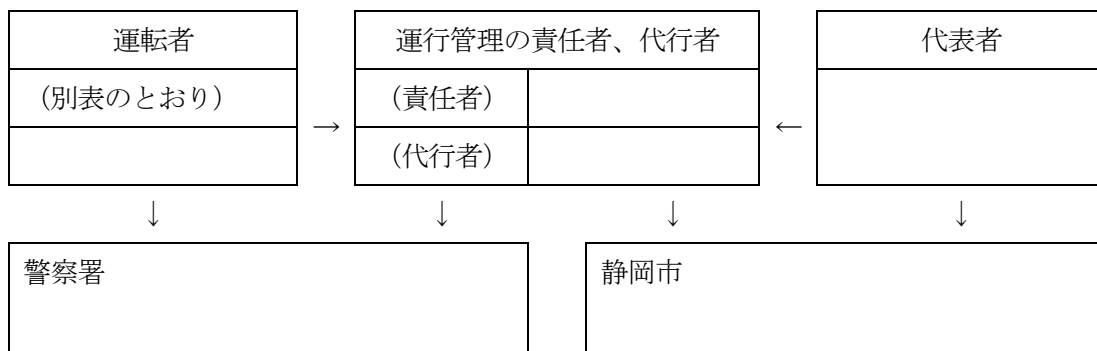 運転者
運行管理の責任者、代行者
代表者
（別表のとおり）
（責任者）
→
←
（代行者）
↓ ↓ ↓ ↓
警察署
静岡市